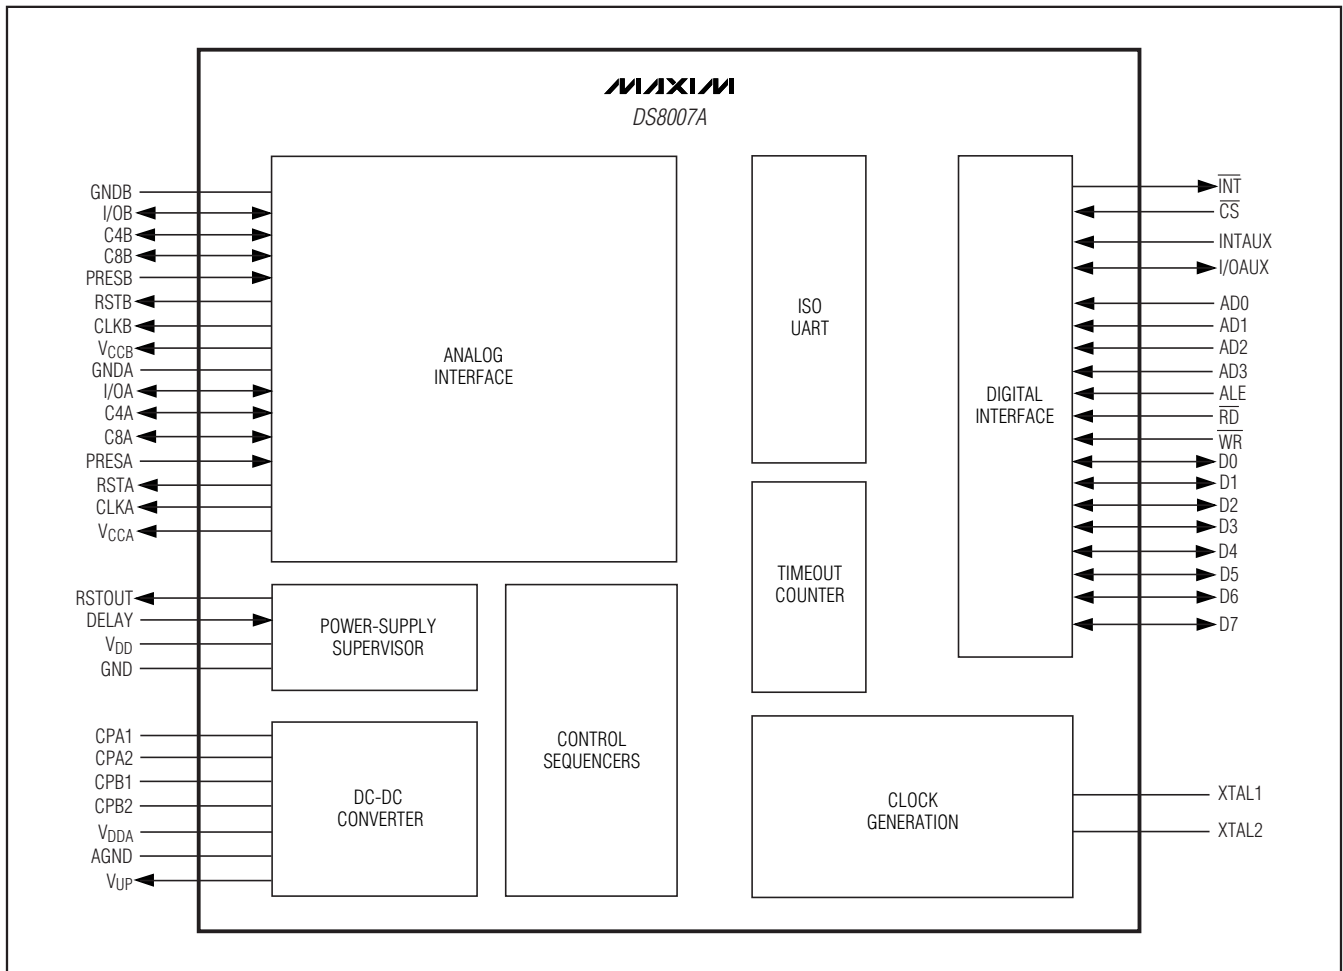 MAXIM
DS8007A
GNDB
I/OB
C4B
C8B
PRESB
RSTB
CLKB
VCCB
GNDA
I/OA
C4A
C8A
PRESA
RSTA
CLKA
VCCA
RSTOUT
DELAY
VDD
GND
CPA1
CPA2
CPB1
CPB2
VDDA
AGND
VUP
ANALOG
INTERFACE
POWER-SUPPLY
SUPERVISOR
DC-DC
CONVERTER
CONTROL
SEQUENCERS
ISO
UART
TIMEOUT
COUNTER
CLOCK
GENERATION
DIGITAL
INTERFACE
INT
CS
INTAUX
I/OAUX
AD0
AD1
AD2
AD3
ALE
RD
WR
D0
D1
D2
D3
D4
D5
D6
D7
XTAL1
XTAL2